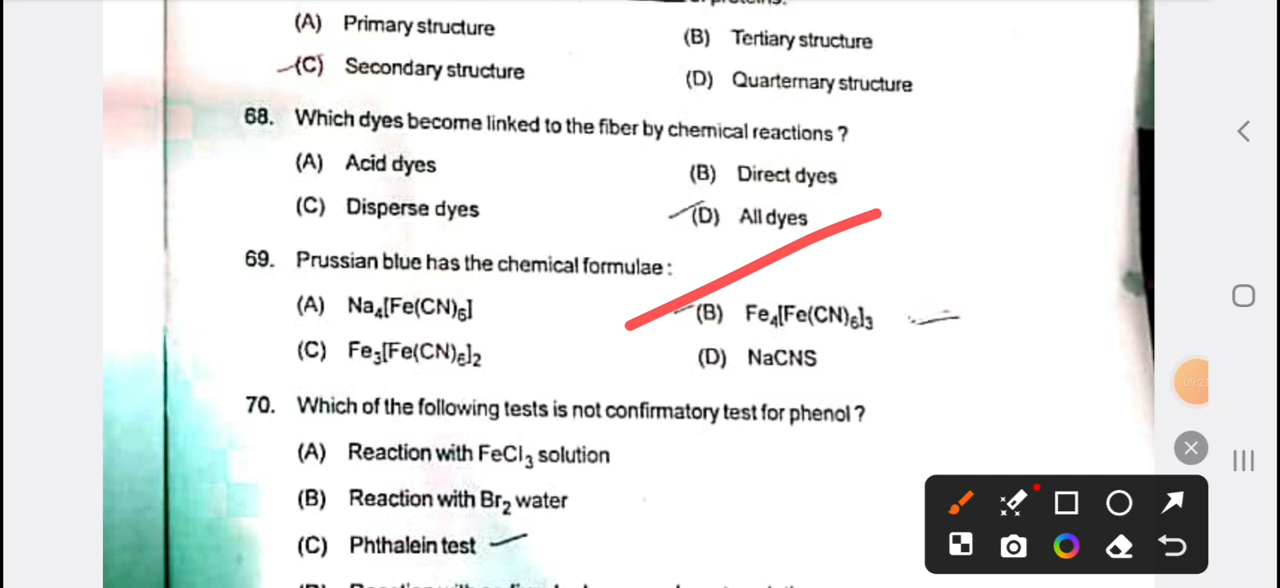 (A) Primary structure
(B) Tertiary structure
(C) Secondary structure
(D) Quarternary structure
68. Which dyes become linked to the fiber by chemical reactions ?
(A) Acid dyes
(B) Direct dyes
(C) Disperse dyes
(D) All dyes
69. Prussian blue has the chemical formulae :
(A) Na4[Fe(CN)6]
(B) Fe4[Fe(CN)6]3
(C) Fe3[Fe(CN)6]2
(D) NaCNS
70. Which of the following tests is not confirmatory test for phenol ?
(A) Reaction with FeCl3 solution
(B) Reaction with Br2 water
(C) Phthalein test